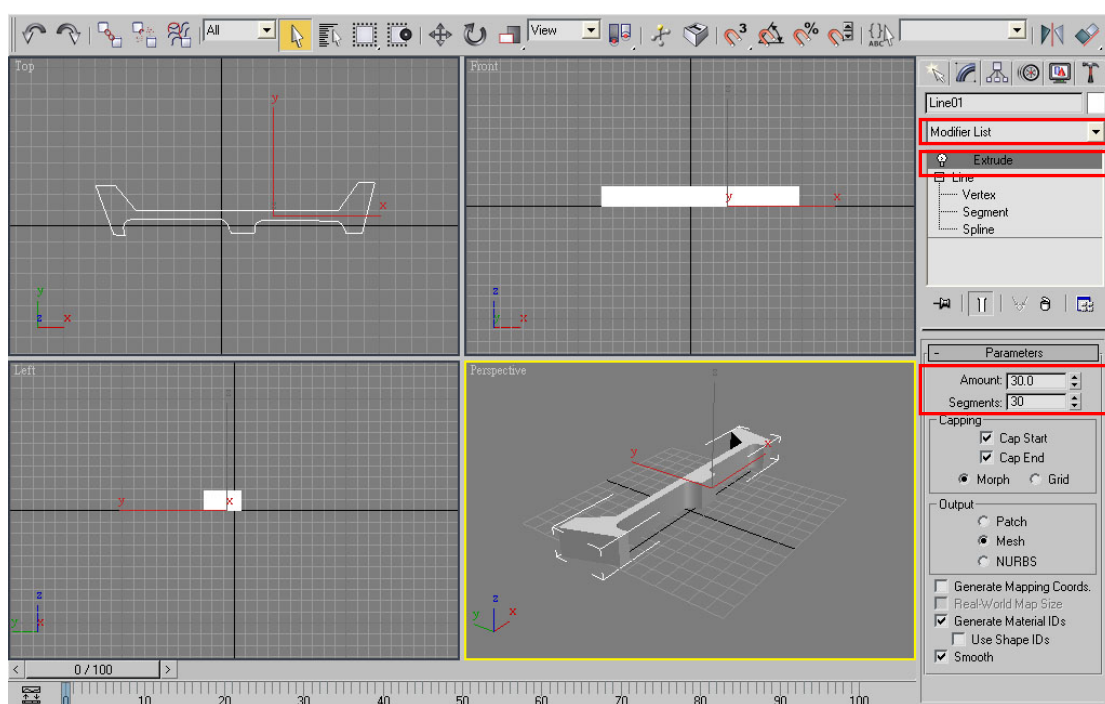 All
View
ABC
Top
y
x
y
z x
Front
z
y x
z
y x
Left
z
y x
z
y x
Perspective
z
y x
z
y x
Line01
Modifier List
Extrude
Line
Vertex
Segment
Spline
- Parameters
Amount: 30.0
Segments: 30
Capping
Cap Start
Cap End
Morph Grid
Output
Patch
Mesh
NURBS
Generate Mapping Coords.
Real-World Map Size
Generate Material IDs
Use Shape IDs
Smooth
< 0 / 100 >
0 10 20 30 40 50 60 70 80 90 100